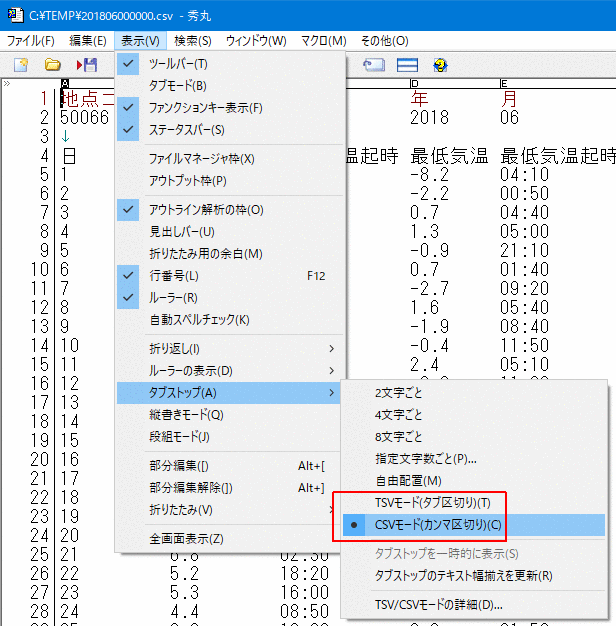 C:¥TEMP¥201806000000.csv - 秀丸
ファイル(F) 編集(E) 表示(V) 検索(S) ウィンドウ(W) マクロ(M) その他(O)
ツールバー(T)
タブモード(B)
ファンクションキー表示(F)
ステータスバー(S)
ファイルマネージャ枠(X)
アウトプット枠(P)
アウトライン解析の枠(O)
見出しバー(U)
折りたたみ用の余白(M)
行番号(L) F12
ルーラー(R)
自動スペルチェック(K)
折り返し(I)
ルーラーの表示(D)
タブストップ(A)
縦書きモード(Q)
段組モード(J)
部分編集([) Alt+[
部分編集解除(]) Alt+]
折りたたみ(V)
全画面表示(Z)
2文字ごと
4文字ごと
8文字ごと
指定文字数ごと(P)...
自由配置(M)
TSVモード(タブ区切り)(T)
CSVモード(カンマ区切り)(C)
タブストップを一時的に表示(S)
タブストップのテキスト幅揃えを更新(R)
TSV/CSVモードの詳細(D)...
A D E
1 地点コ 年 月
2 50066 2018 06
3 ↓
4 日 温起時 最低気温 最低気温起時
5 1 -8.2 04:10
6 2 -2.2 00:50
7 3 0.7 04:40
8 4 1.3 05:00
9 5 -0.9 21:10
10 6 0.7 01:40
11 7 -2.7 09:20
12 8 1.6 05:40
13 9 -1.9 08:40
14 10 -0.4 11:50
15 11 2.4 05:10
16 12
17 13
18 14
19 15
20 16
21 17
22 18
23 19
24 20
25 21 6.8 02:30
26 22 5.2 18:20
27 23 5.3 16:00
28 24 4.4 08:50